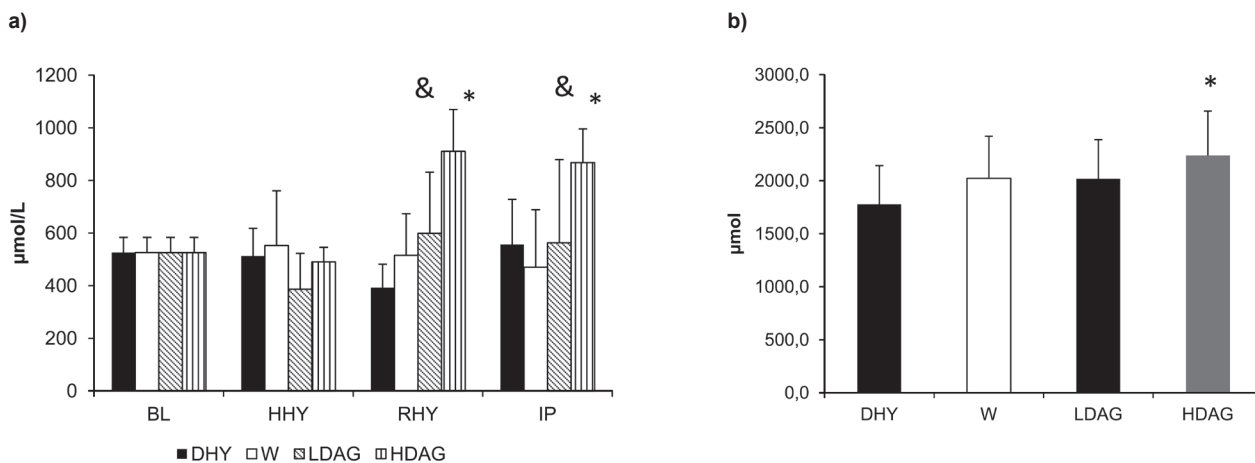 a)
1200
1000
800
600
400
200
0
µmol/L
& * & *
BL HHY RHY IP
DHY W LDAG HDAG
b)
3000,0
2500,0
2000,0
1500,0
1000,0
500,0
0,0
µmol
*
DHY W LDAG HDAG